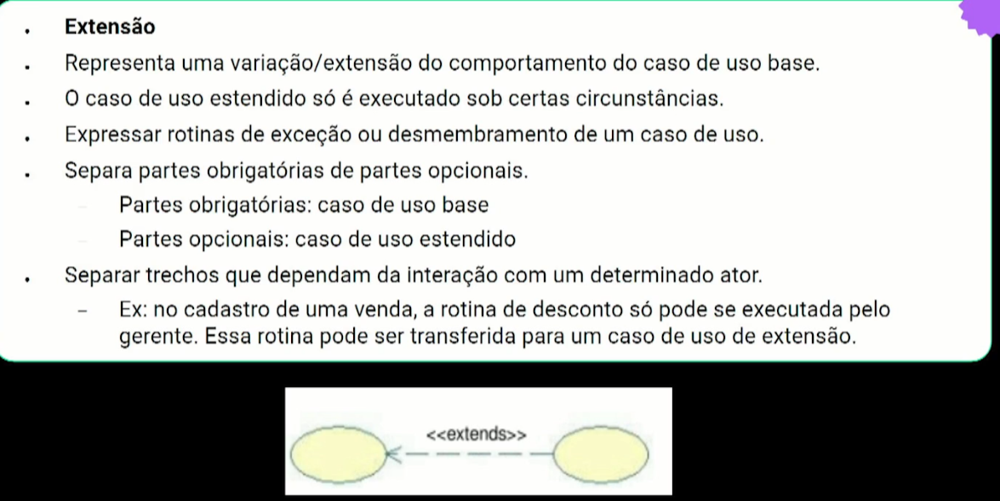 • Extensão
• Representa uma variação/extensão do comportamento do caso de uso base.
• O caso de uso estendido só é executado sob certas circunstâncias.
• Expressar rotinas de exceção ou desmembramento de um caso de uso.
• Separa partes obrigatórias de partes opcionais.
– Partes obrigatórias: caso de uso base
– Partes opcionais: caso de uso estendido
• Separar trechos que dependam da interação com um determinado ator.
– Ex: no cadastro de uma venda, a rotina de desconto só pode se executada pelo
gerente. Essa rotina pode ser transferida para um caso de uso de extensão.
<<extends>>